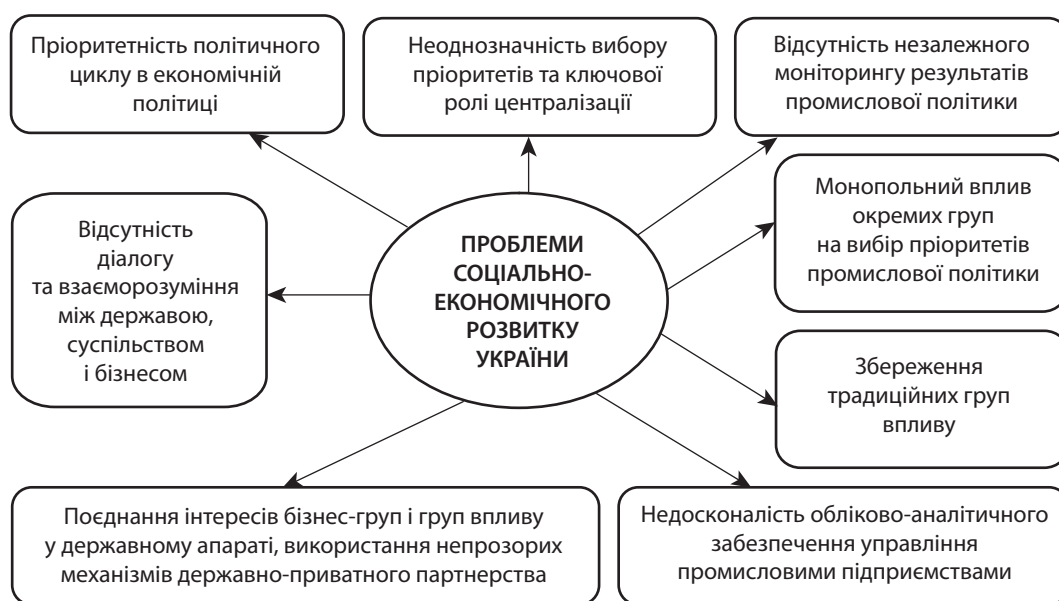 Пріоритетність політичного
циклу в економічній
політиці
Неоднозначність вибору
пріоритетів та ключової
ролі централізації
Відсутність незалежного
моніторингу результатів
промислової політики
Відсутність
діалогу
та взаєморозуміння
між державою,
суспільством
і бізнесом
ПРОБЛЕМИ
СОЦІАЛЬНО-
ЕКОНОМІЧНОГО
РОЗВИТКУ
УКРАЇНИ
Монопольний вплив
окремих груп
на вибір пріоритетів
промислової політики
Збереження
традиційних груп
впливу
Поєднання інтересів бізнес-груп і груп впливу
у державному апараті, використання непрозорих
механізмів державно-приватного партнерства
Недосконалість обліково-аналітичного
забезпечення управління
промисловими підприємствами